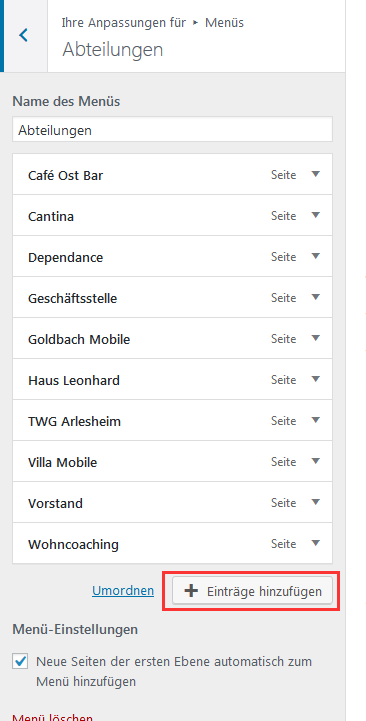 Ihre Anpassungen für ▸ Menüs
Abteilungen
Name des Menüs
Abteilungen
Café Ost Bar Seite
Cantina Seite
Dependance Seite
Geschäftsstelle Seite
Goldbach Mobile Seite
Haus Leonhard Seite
TWG Arlesheim Seite
Villa Mobile Seite
Vorstand Seite
Wohncoaching Seite
Umordnen + Einträge hinzufügen
Menü-Einstellungen
Neue Seiten der ersten Ebene automatisch zum
Menü hinzufügen
Menü löschen